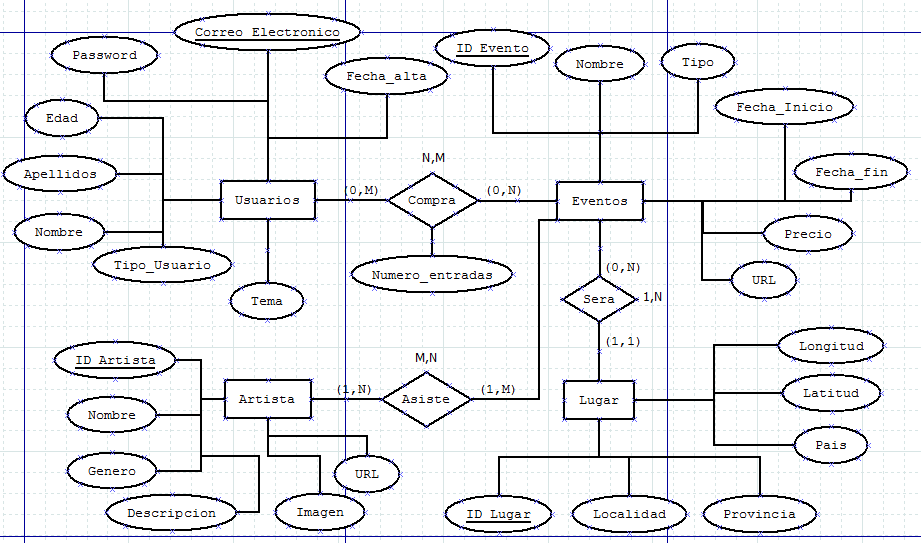 Correo Electronico
Password
Fecha_alta
ID Evento
Nombre
Tipo
Fecha_Inicio
Edad
Apellidos
Nombre
Tipo_Usuario
Tema
Usuarios
(0,M)
N,M
Compra
(0,N)
Numero_entradas
Eventos
Fecha_fin
Precio
URL
(0,N)
Sera
1,N
(1,1)
ID Artista
Nombre
Genero
Descripcion
Artista
(1,N)
M,N
Asiste
(1,M)
URL
Imagen
Lugar
Longitud
Latitud
Pais
ID Lugar
Localidad
Provincia